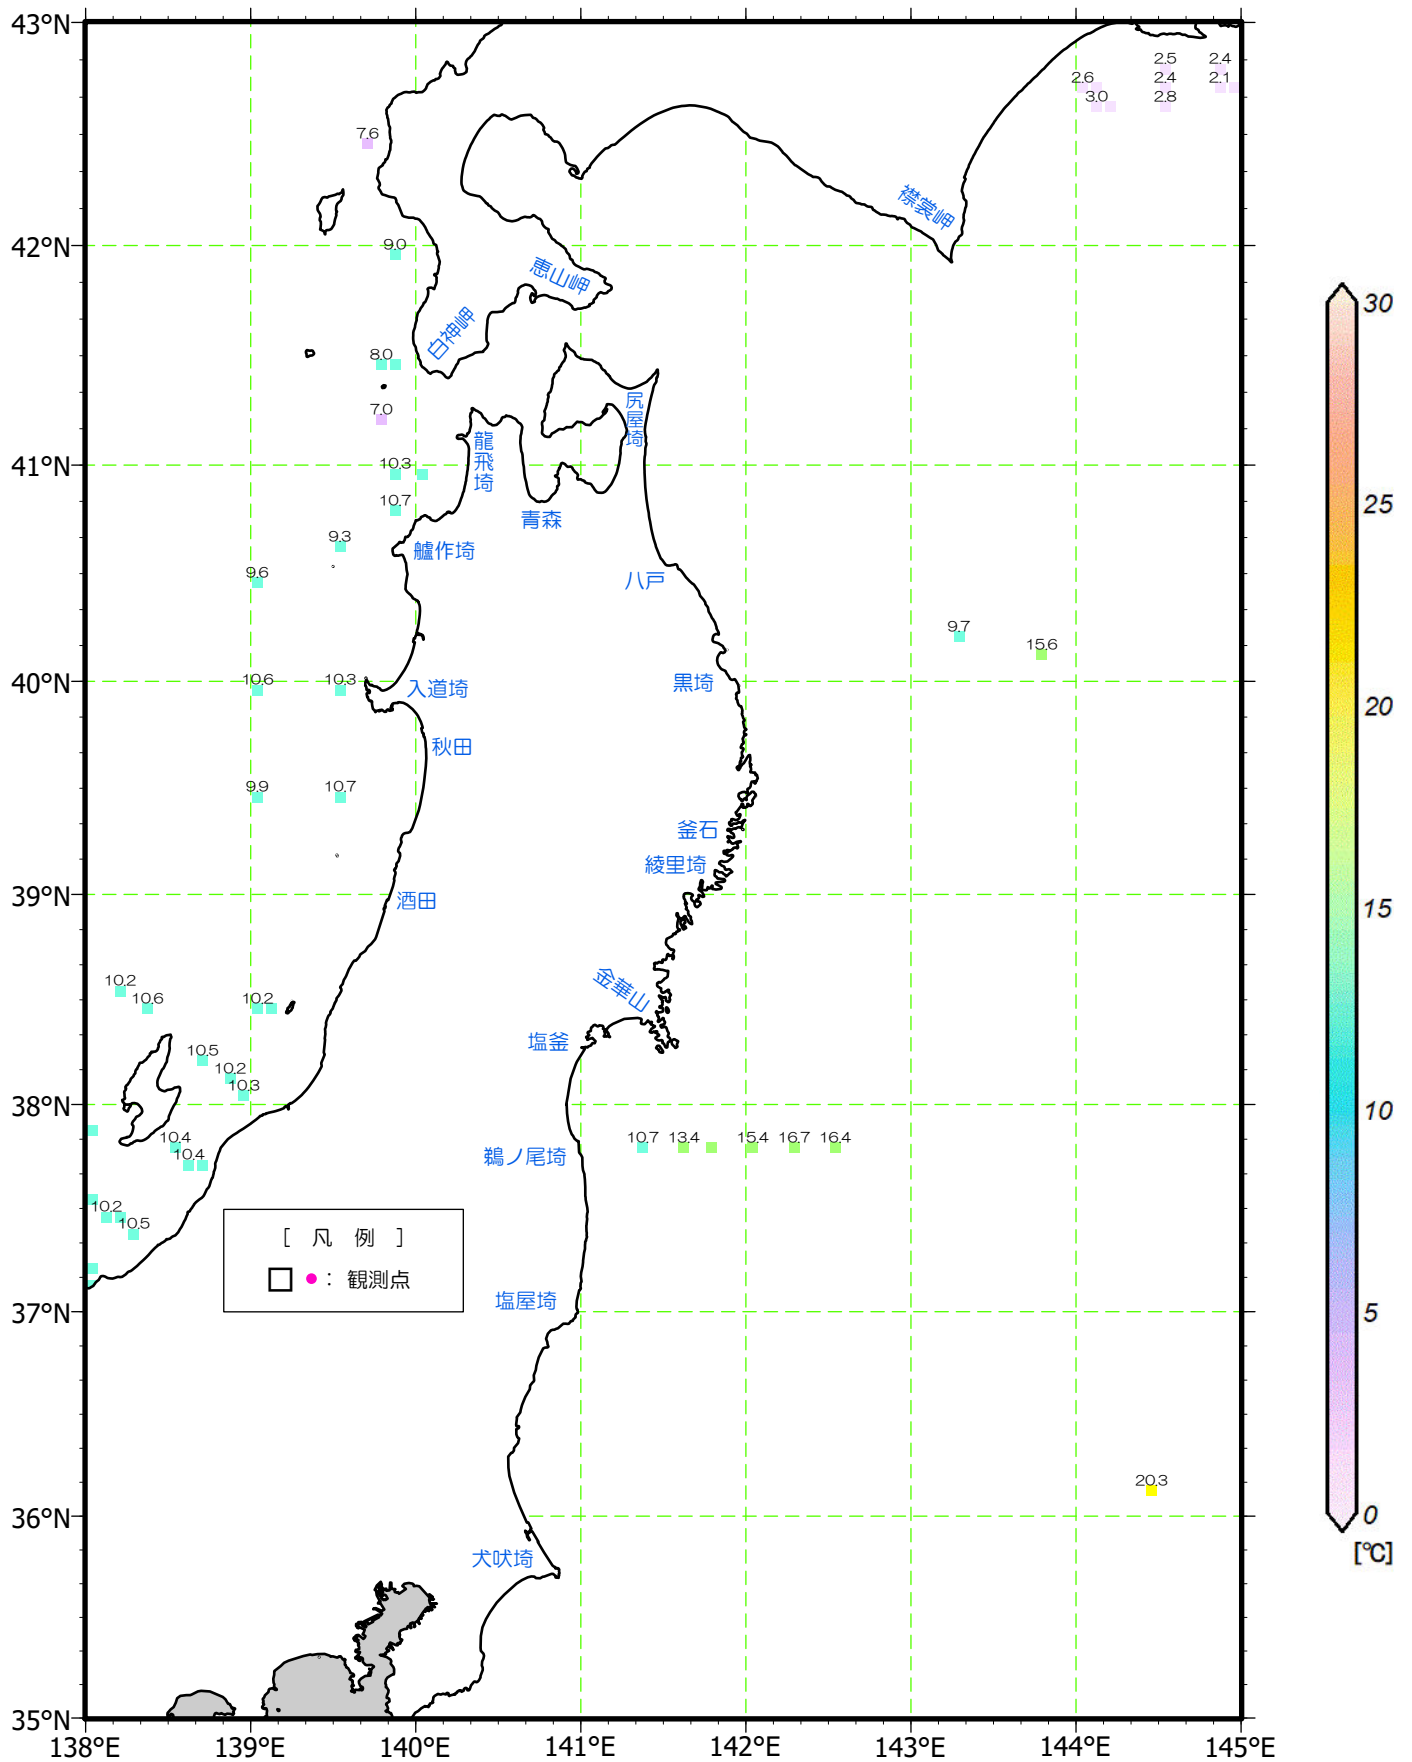 43°N
2.5
2.4
2.6
2.4
2.1
3.0
2.8
7.6
襟裳岬
42°N
9.0
恵山岬
30
白神岬
8.0
7.0
尻屋埼
龍飛埼
41°N
10.3
25
10.7
青森
9.3
艫作埼
9.6
八戸
9.7
15.6
40°N
10.6
10.3
入道埼
黒埼
20
秋田
9.9
10.7
釜石
綾里埼
39°N
酒田
15
10.2
10.6
10.2
金華山
塩釜
10.5
10.2
10.3
38°N
10
10.4
10.4
10.7
13.4
15.4
16.7
16.4
鵜ノ尾埼
10.2
10.5
[ 凡 例 ]
●: 観測点
塩屋埼
37°N
5
20.3
36°N
0
犬吠埼
[℃]
35°N
138°E
139°E
140°E
141°E
142°E
143°E
144°E
145°E